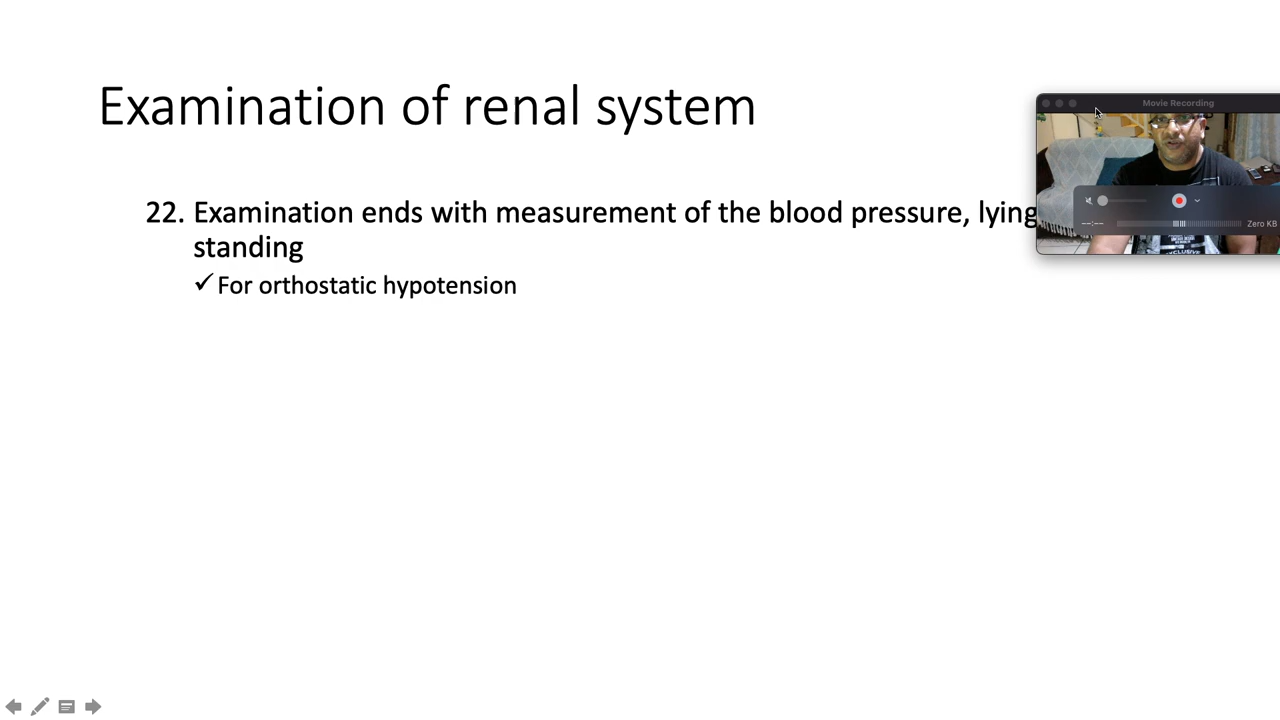 Examination of renal system
Movie Recording
22. Examination ends with measurement of the blood pressure, lying
standing
✓ For orthostatic hypotension
--:--
Zero KB
EXCLUSIVE